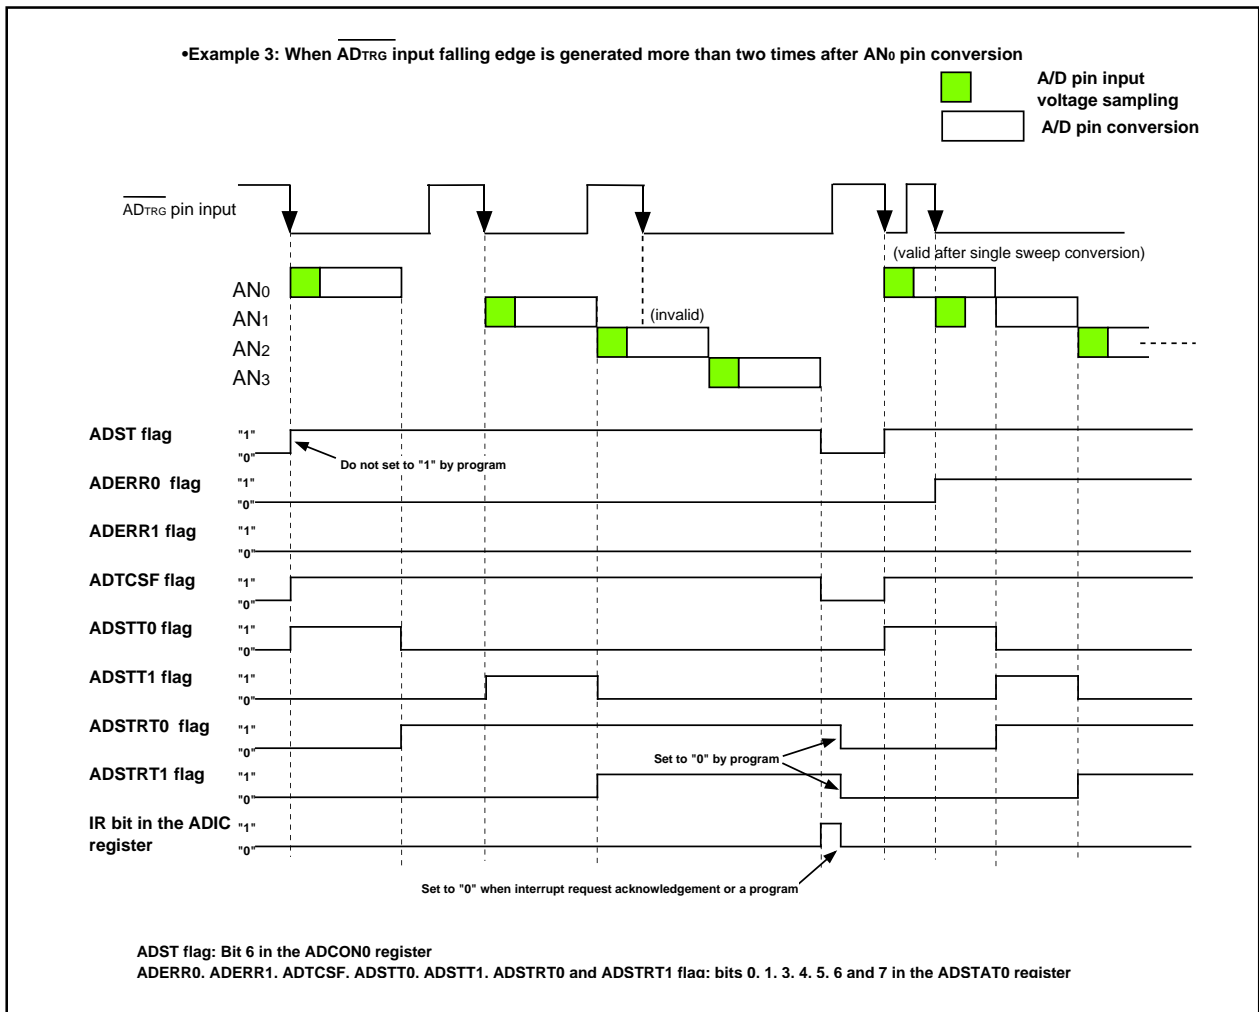 •Example 3: When ADTRG input falling edge is generated more than two times after AN0 pin conversion
A/D pin input
voltage sampling
A/D pin conversion
ADTRG pin input
(valid after single sweep conversion)
AN0
AN1
(invalid)
AN2
AN3
ADST flag
"1"
"0"
Do not set to "1" by program
ADERR0 flag
"1"
"0"
ADERR1 flag
"1"
"0"
ADTCSF flag
"1"
"0"
ADSTT0 flag
"1"
"0"
ADSTT1 flag
"1"
"0"
ADSTRT0 flag
"1"
"0"
Set to "0" by program
ADSTRT1 flag
"1"
"0"
IR bit in the ADIC
register
"1"
"0"
Set to "0" when interrupt request acknowledgement or a program
ADST flag: Bit 6 in the ADCON0 register
ADERR0, ADERR1, ADTCSF, ADSTT0, ADSTT1, ADSTRT0 and ADSTRT1 flag: bits 0, 1, 3, 4, 5, 6 and 7 in the ADSTAT0 register